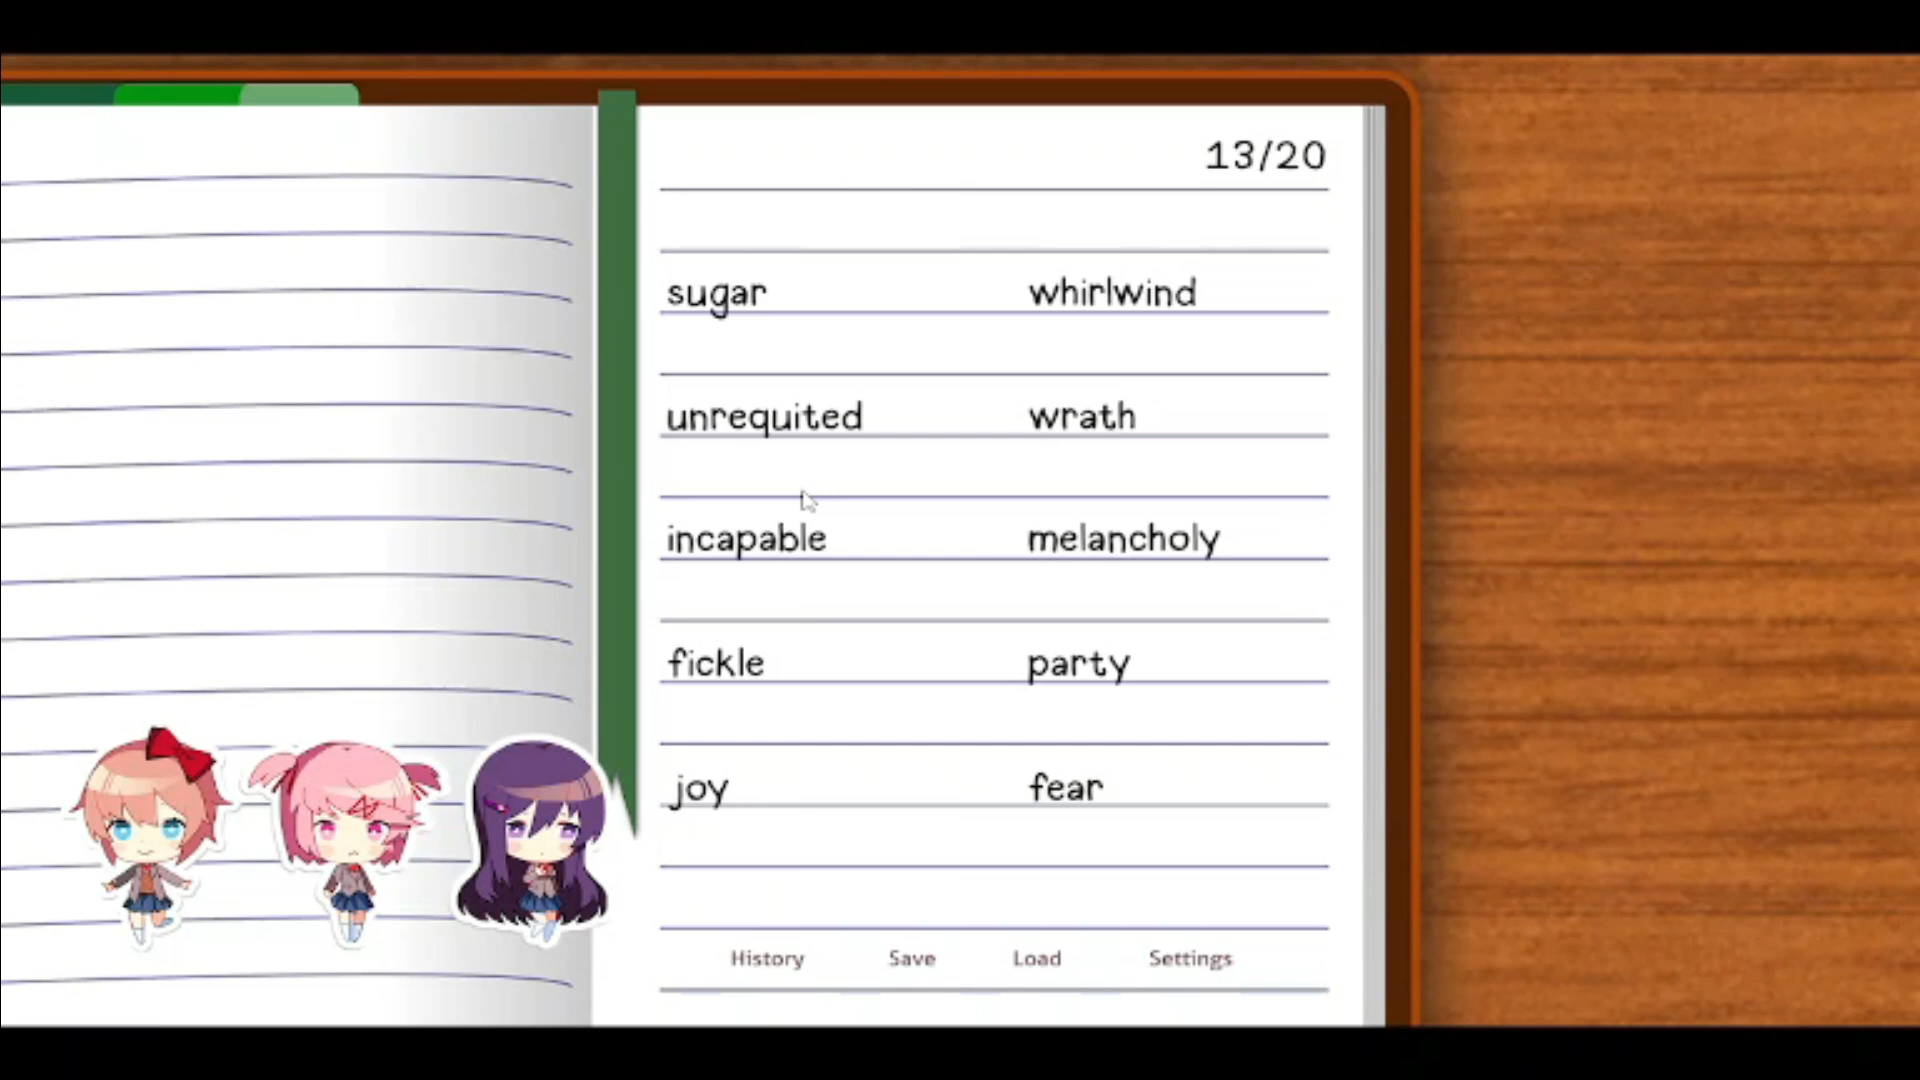 13/20
sugar whirlwind
unrequited wrath
incapable melancholy
fickle party
joy fear
History Save Load Settings